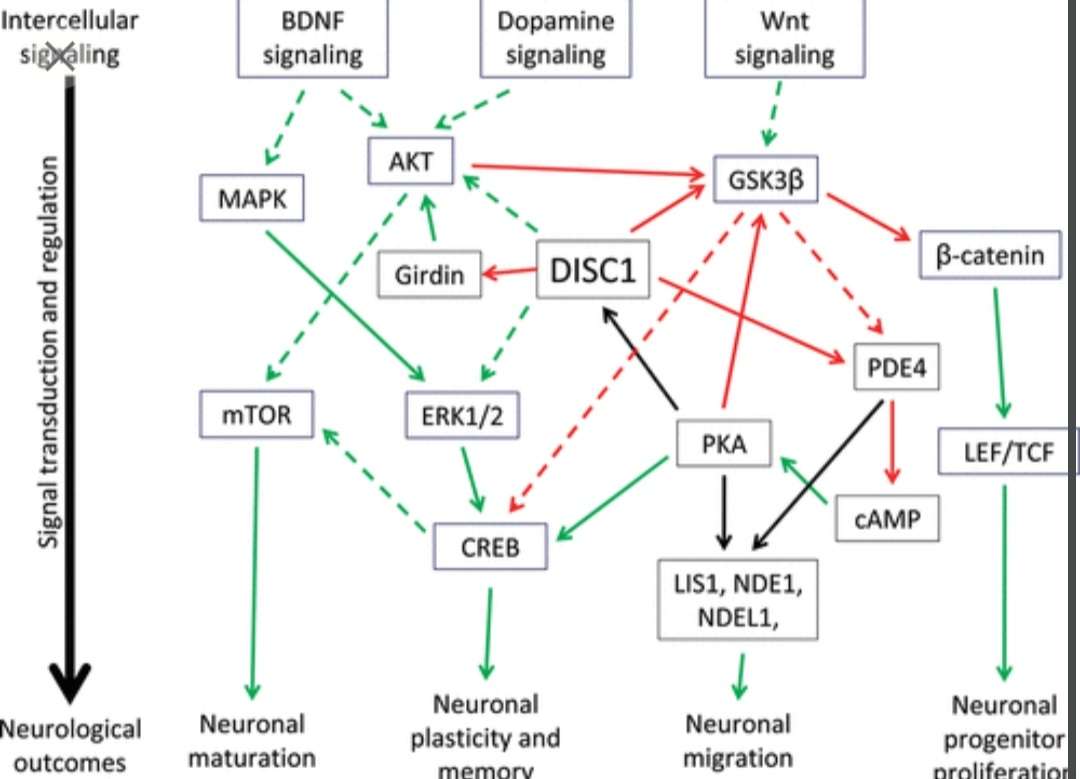 Intercellular
signaling
BDNF
signaling
Dopamine
signaling
Wnt
signaling
Signal transduction and regulation
AKT
MAPK
GSK3β
Girdin
DISC1
β-catenin
PDE4
mTOR
ERK1/2
PKA
LEF/TCF
cAMP
CREB
LIS1, NDE1,
NDEL1,
Neurological
outcomes
Neuronal
maturation
Neuronal
plasticity and
memory
Neuronal
migration
Neuronal
progenitor
proliferation